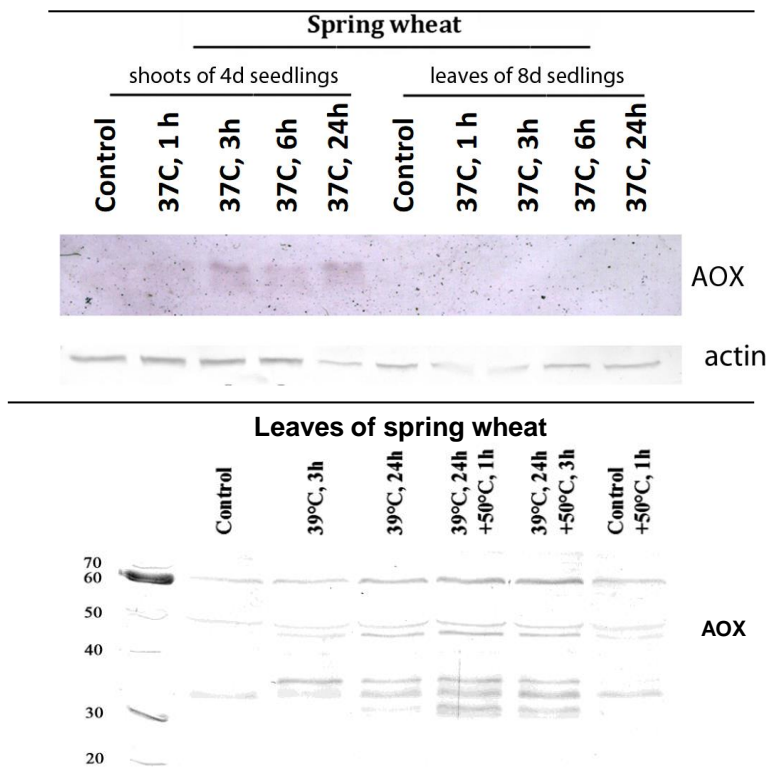 Spring wheat
shoots of 4d seedlings
leaves of 8d sedlings
Control
37C, 1 h
37C, 3h
37C, 6h
37C, 24h
Control
37C, 1 h
37C, 3h
37C, 6h
37C, 24h
AOX
actin
Leaves of spring wheat
Control
39°C, 3h
39°C, 24h
39°C, 24h
+50°C, 1h
39°C, 24h
+50°C, 3h
Control
+50°C, 1h
70
60
50
40
30
20
AOX